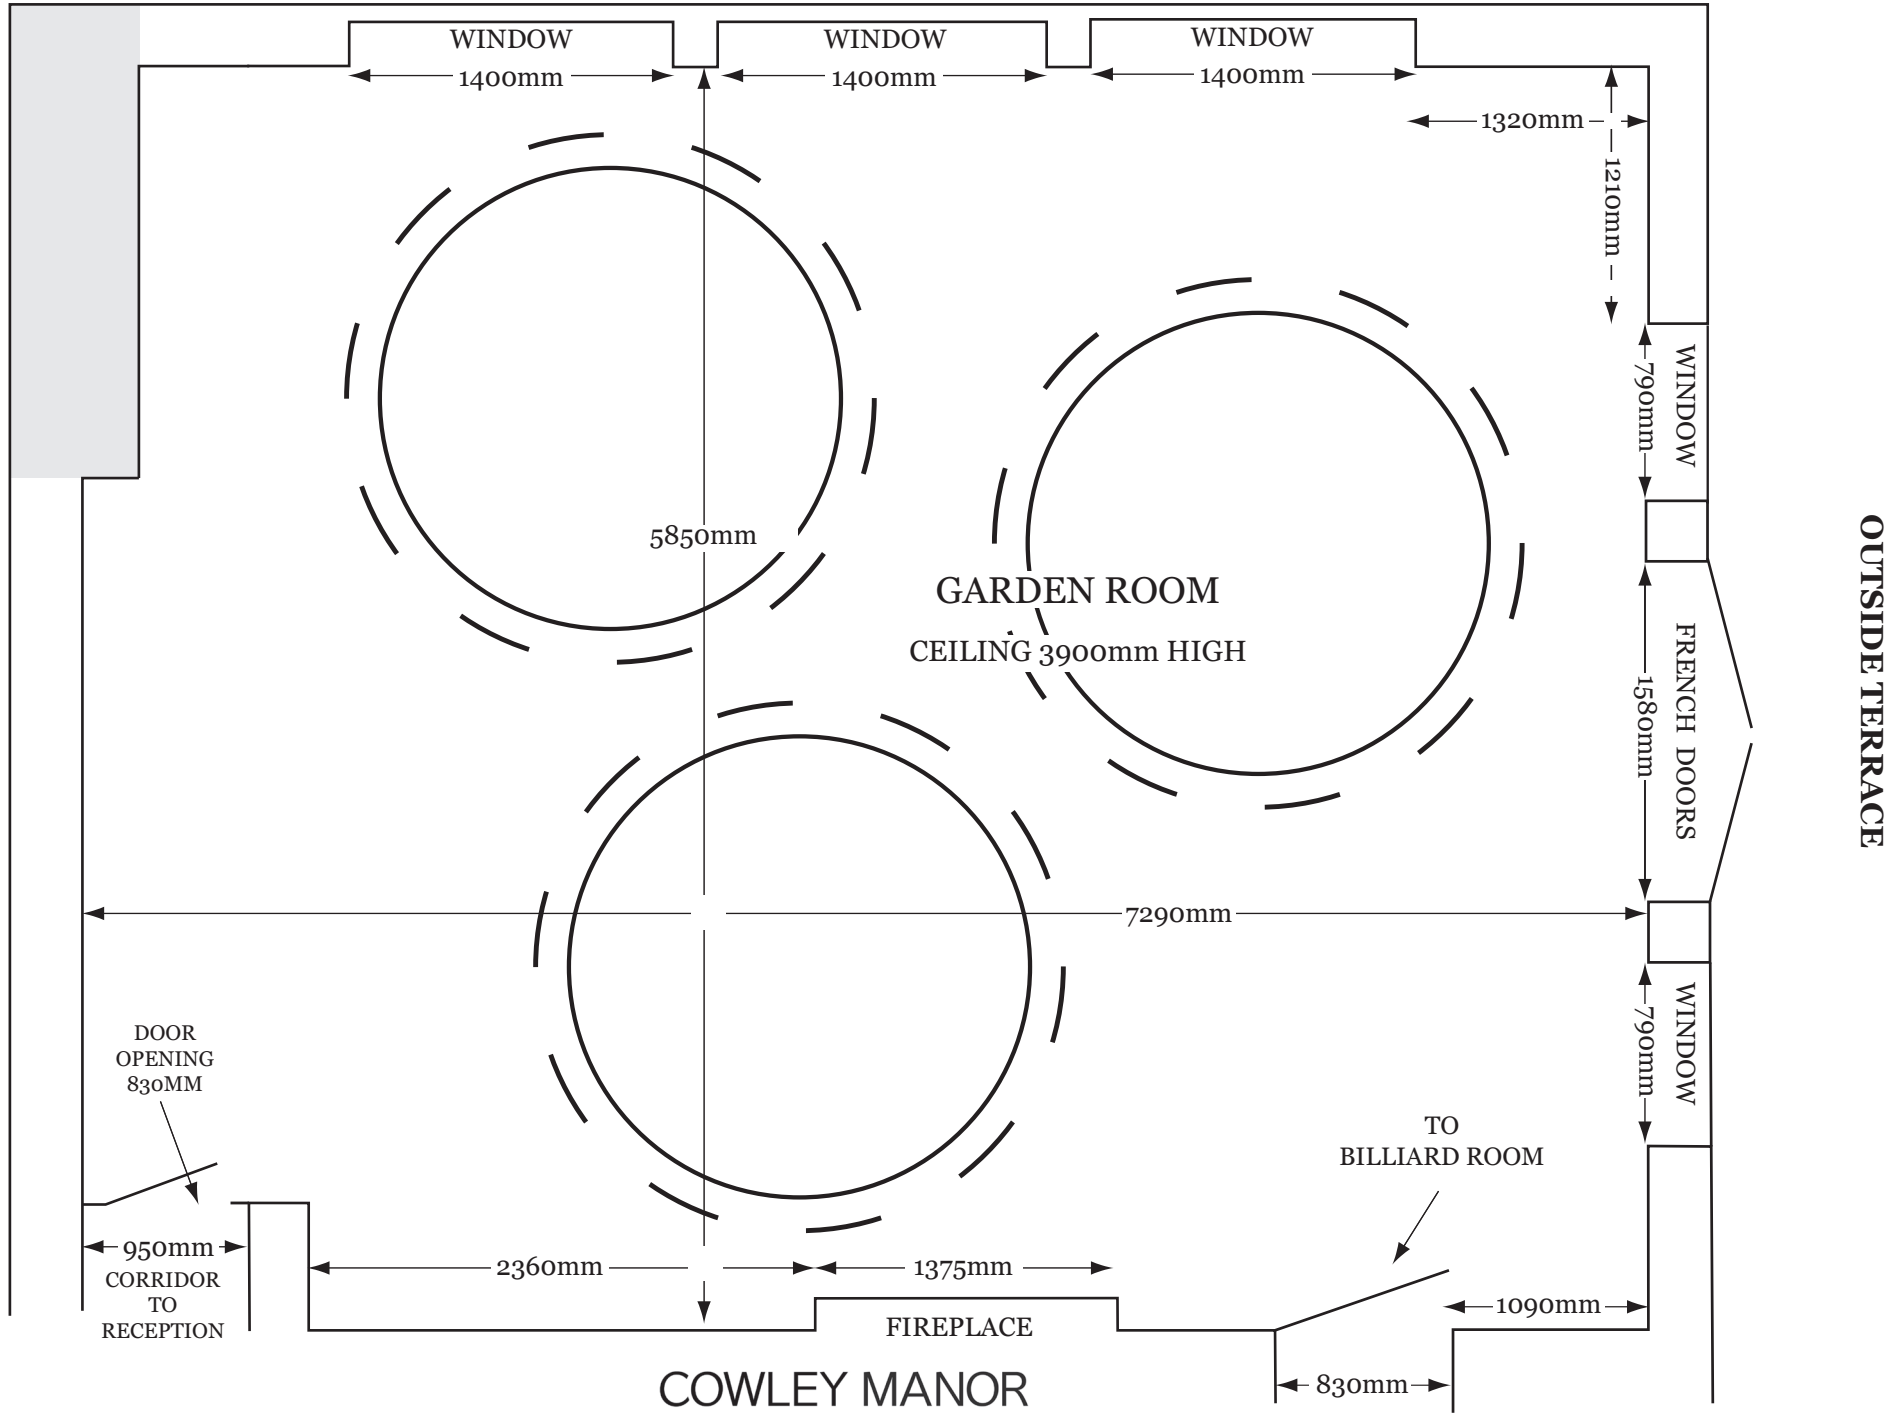 WINDOW
WINDOW
WINDOW
1400mm
1400mm
1400mm
1320mm
1210mm
WINDOW
790mm
5850mm
GARDEN ROOM
CEILING 3900mm HIGH
FRENCH DOORS
1580mm
OUTSIDE TERRACE
7290mm
WINDOW
790mm
DOOR
OPENING
830MM
TO
BILLIARD ROOM
950mm
CORRIDOR
TO
RECEPTION
2360mm
1375mm
1090mm
FIREPLACE
830mm
COWLEY MANOR